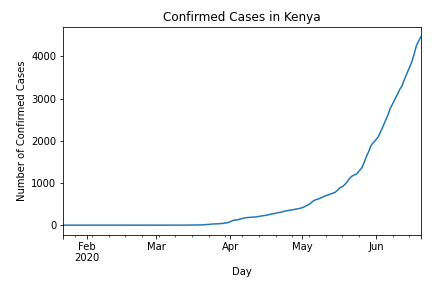 Confirmed Cases in Kenya
Number of Confirmed Cases
4000
3000
2000
1000
0
Feb
2020
Mar
Apr
May
Jun
Day